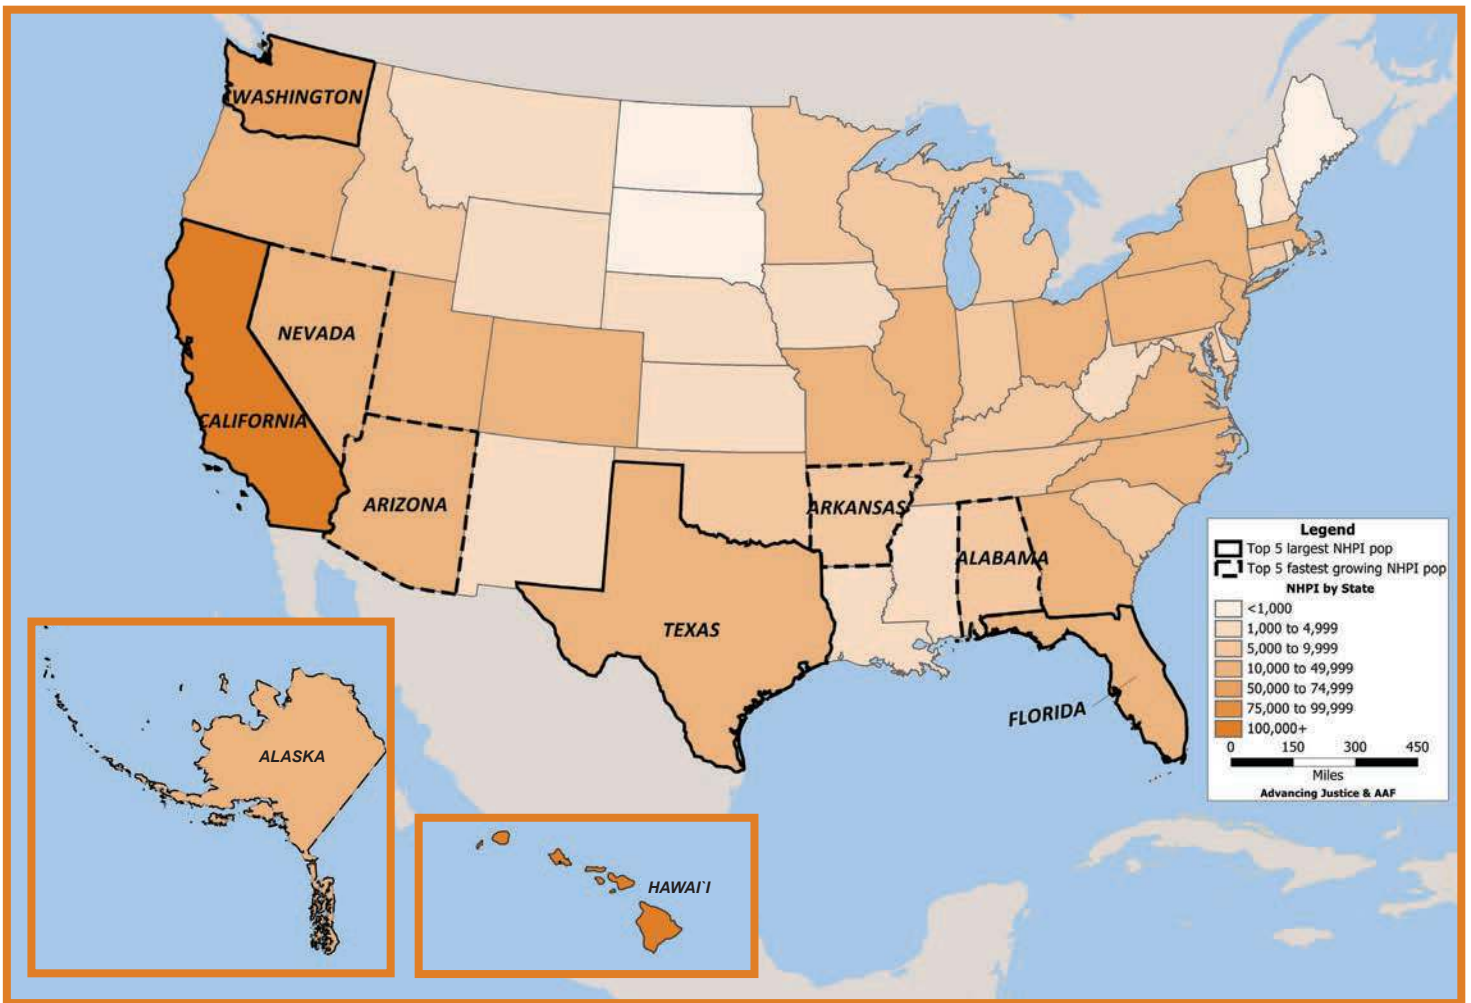 WASHINGTON
NEVADA
CALIFORNIA
ARIZONA
ARKANSAS
ALABAMA
TEXAS
FLORIDA
ALASKA
HAWAI`I
Legend
Top 5 largest NHPI pop
Top 5 fastest growing NHPI pop
NHPI by State
<1,000
1,000 to 4,999
5,000 to 9,999
10,000 to 49,999
50,000 to 74,999
75,000 to 99,999
100,000+
0 150 300 450
Miles
Advancing Justice & AAF